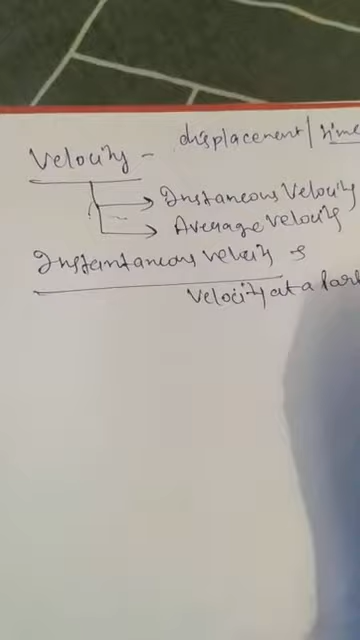 Velocity - displacement / time
Instaneous Velocity
Average Velocity
Instantaneous velocity :
Velocity at a